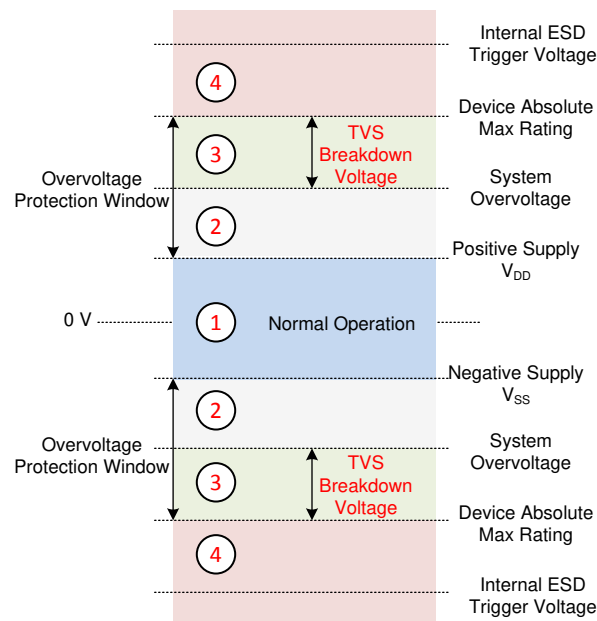 Internal ESD
Trigger Voltage
4
Device Absolute
Max Rating
3
TVS
Breakdown
Voltage
Overvoltage
Protection Window
System
Overvoltage
2
Positive Supply
V_DD
0 V
1
Normal Operation
Negative Supply
V_SS
2
Overvoltage
Protection Window
System
Overvoltage
3
TVS
Breakdown
Voltage
Device Absolute
Max Rating
4
Internal ESD
Trigger Voltage